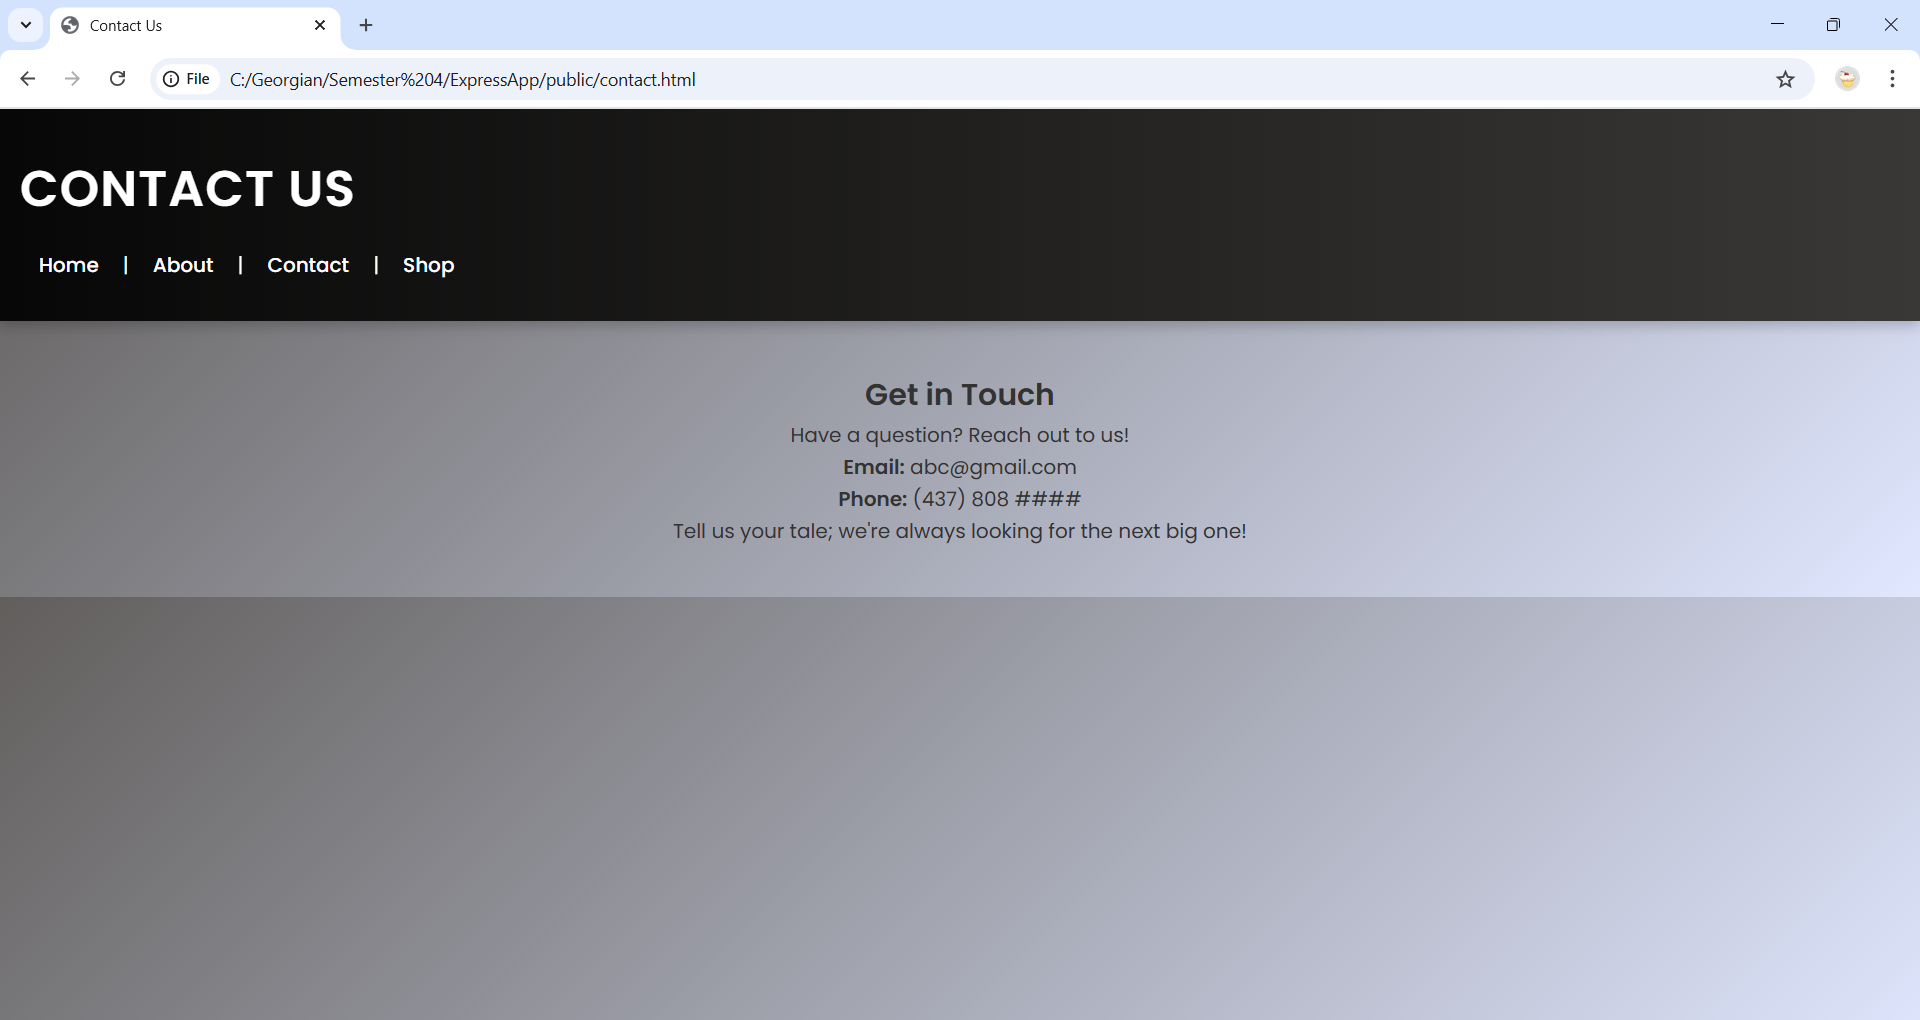 Contact Us
File C:/Georgian/Semester%204/ExpressApp/public/contact.html
CONTACT US
Home | About | Contact | Shop
Get in Touch
Have a question? Reach out to us!
Email: abc@gmail.com
Phone: (437) 808 ####
Tell us your tale; we're always looking for the next big one!